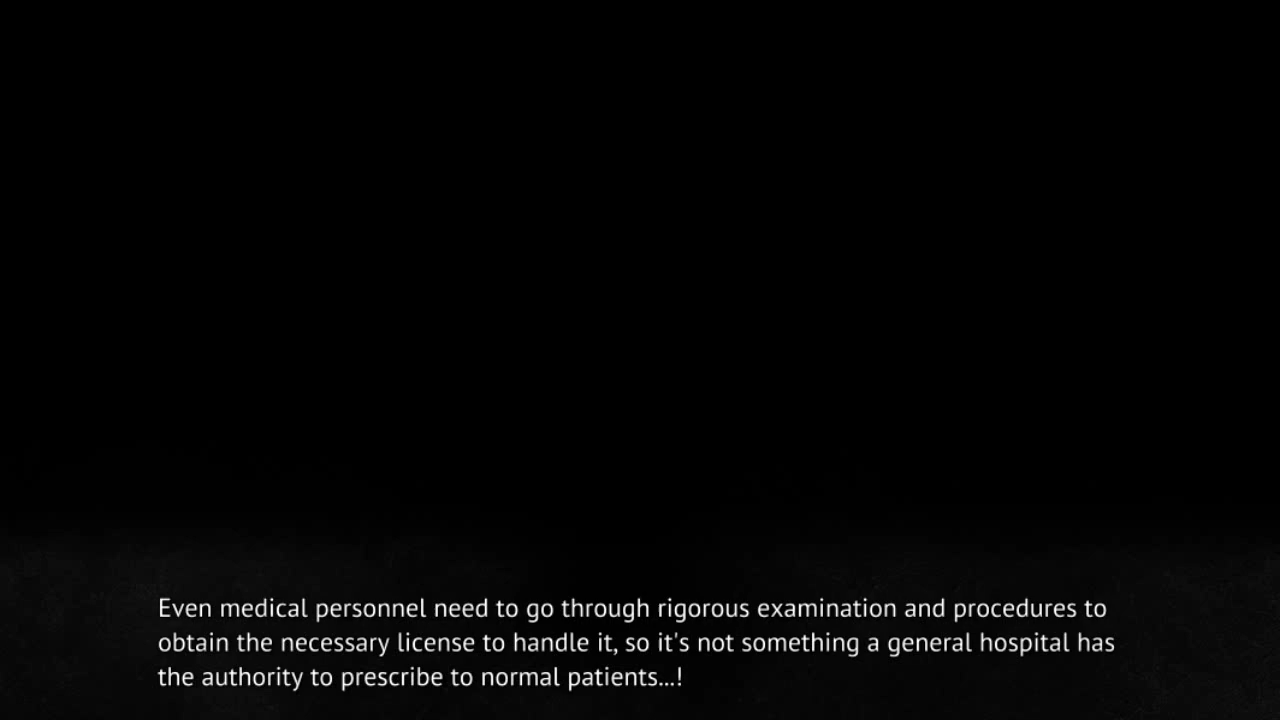 Even medical personnel need to go through rigorous examination and procedures to
obtain the necessary license to handle it, so it's not something a general hospital has
the authority to prescribe to normal patients...!